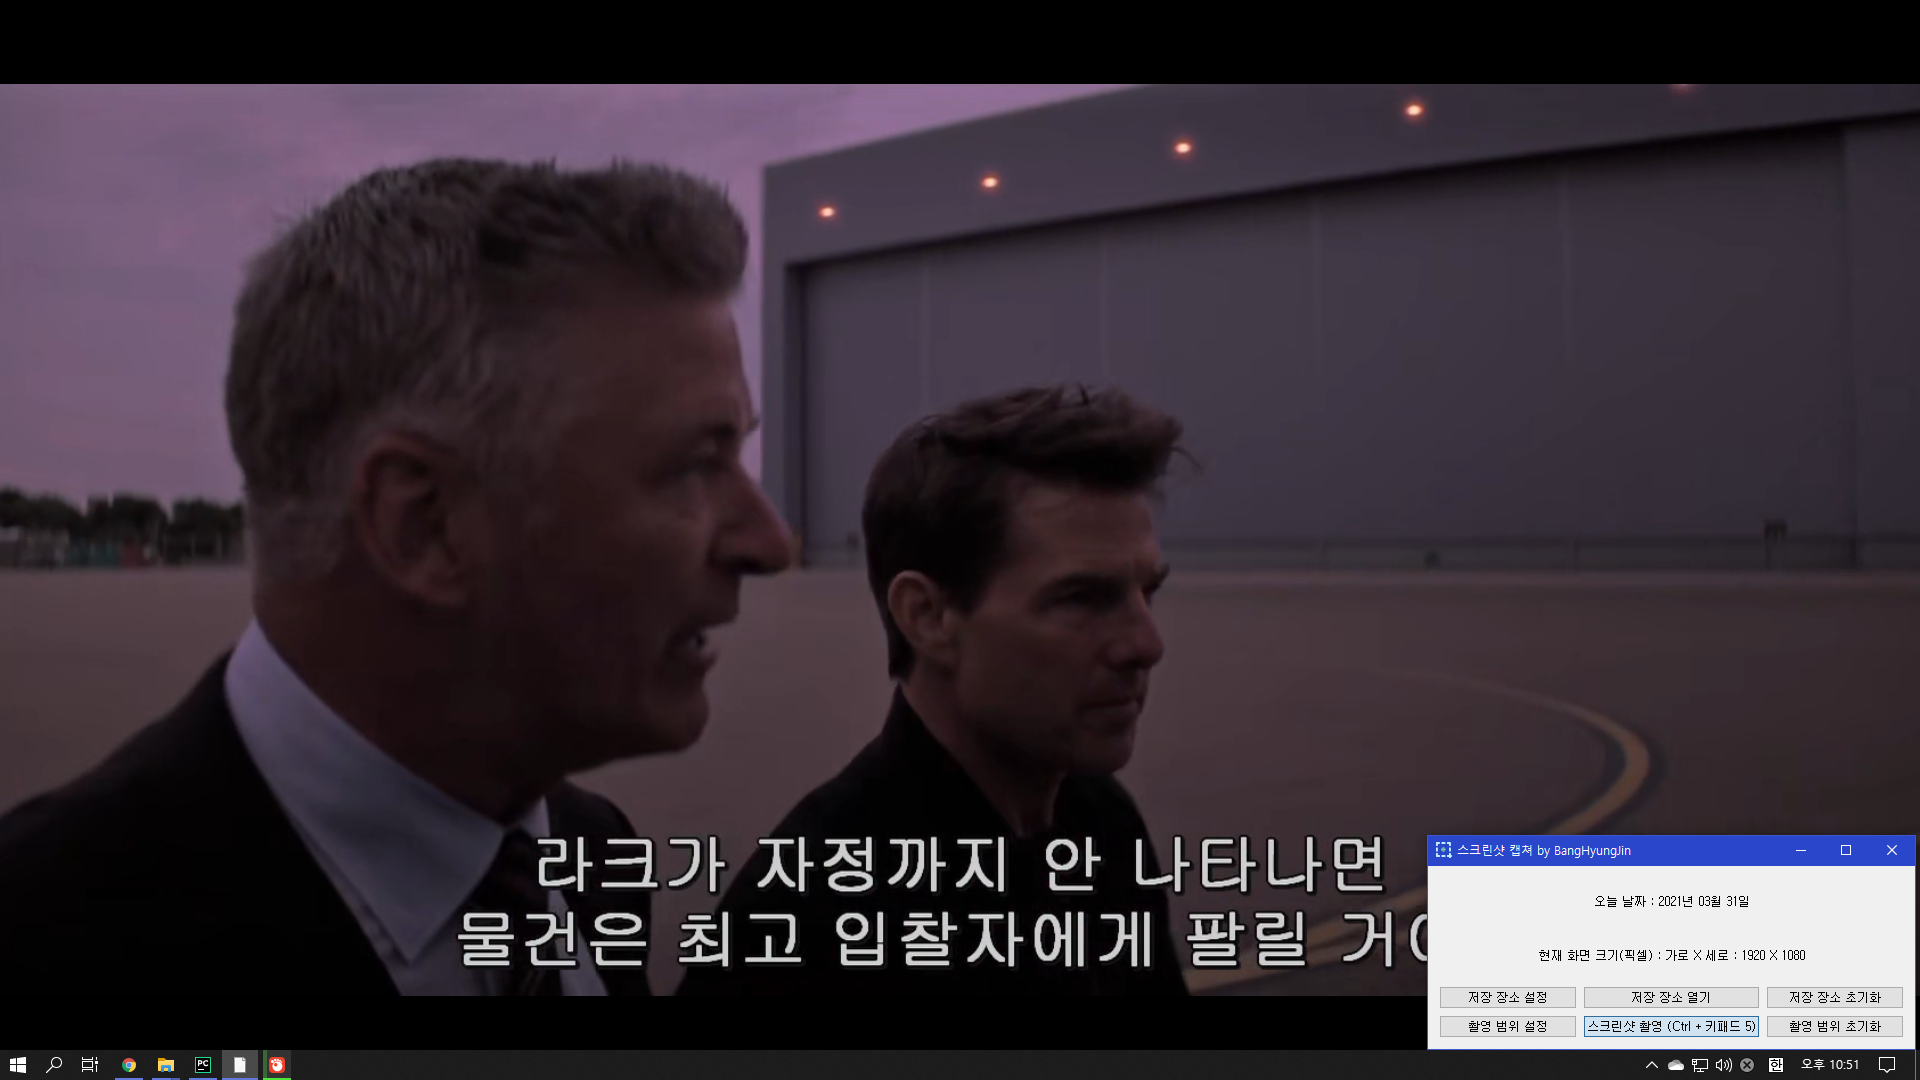 라크가 자정까지 안 나타나면
물건은 최고 입찰자에게 팔릴
스크린샷 캡쳐 by BangHyungJin
오늘 날짜 : 2021년 03월 31일
현재 화면 크기(픽셀) : 가로 X 세로 : 1920 X 1080
저장 장소 설정 저장 장소 열기 저장 장소 초기화
촬영 범위 설정 스크린샷 촬영 (Ctrl + 키패드 5) 촬영 범위 초기화
PC 한 오후 10:51